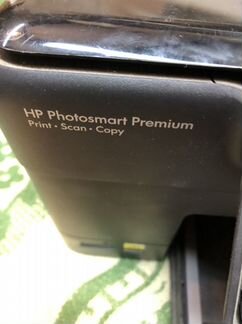 HP Photosmart Premium
Print · Scan · Copy